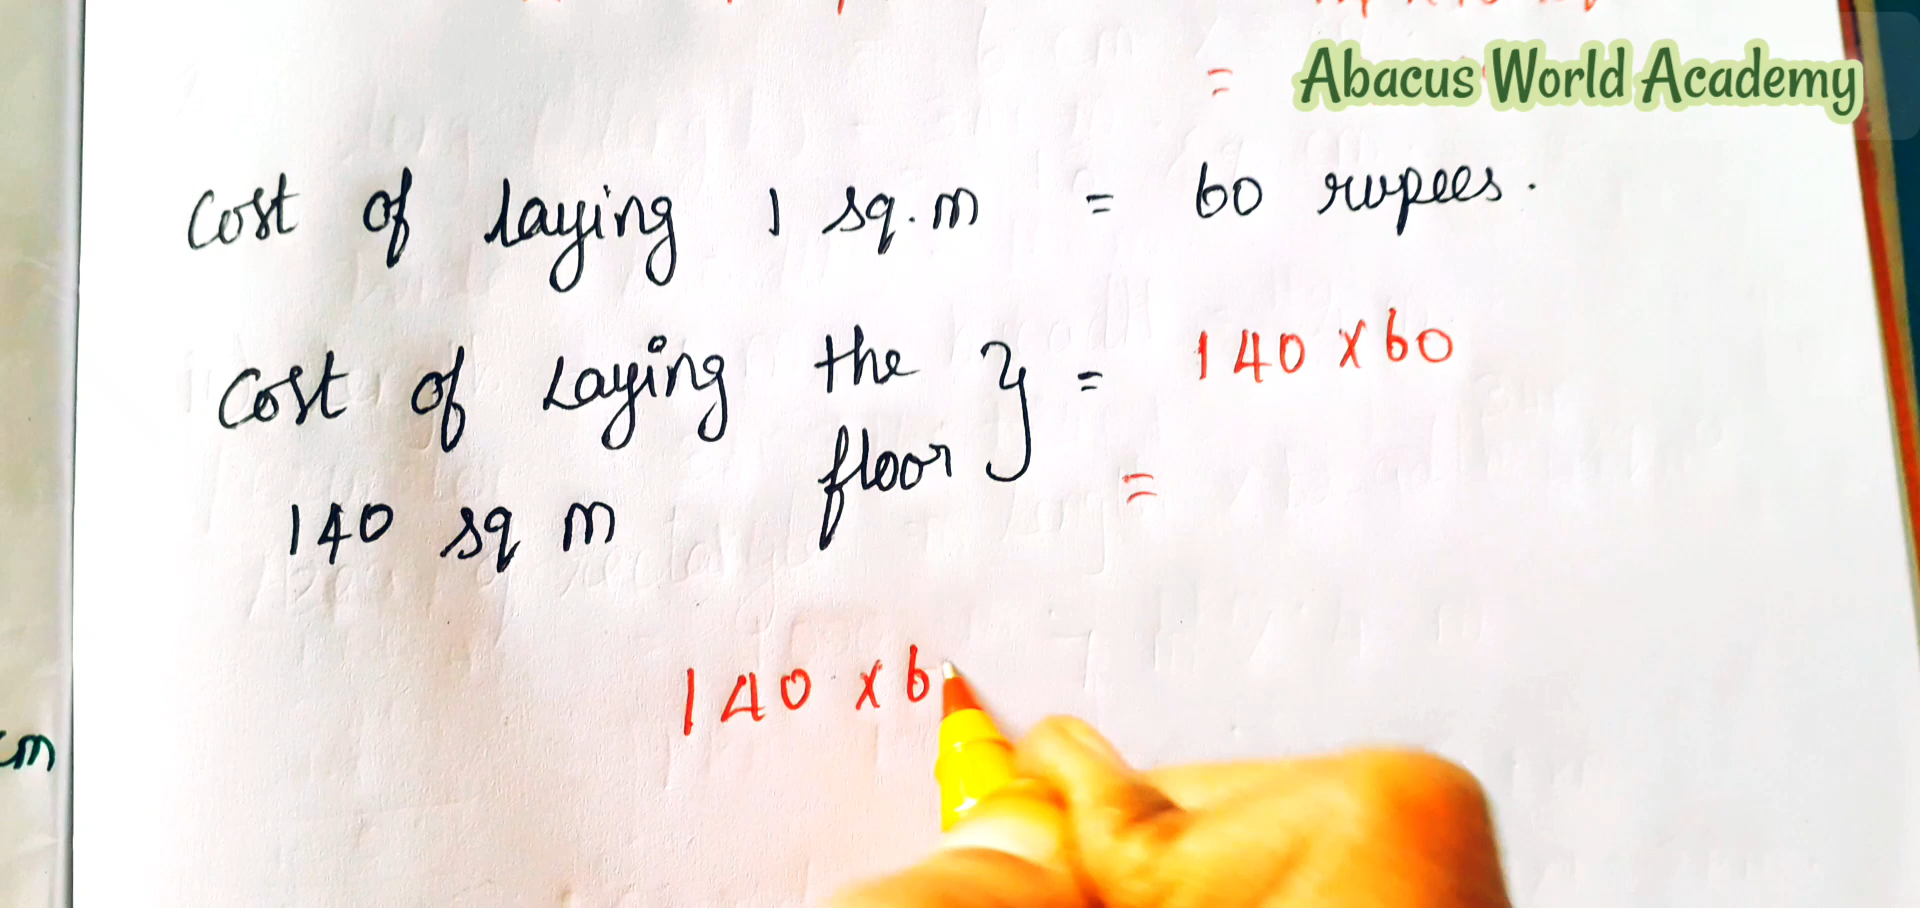 = Abacus World Academy
Cost of laying 1 sq.m = 60 rupees.
Cost of Laying the } = 140 x 60
floor
140 sq m =
140 x 6
cm